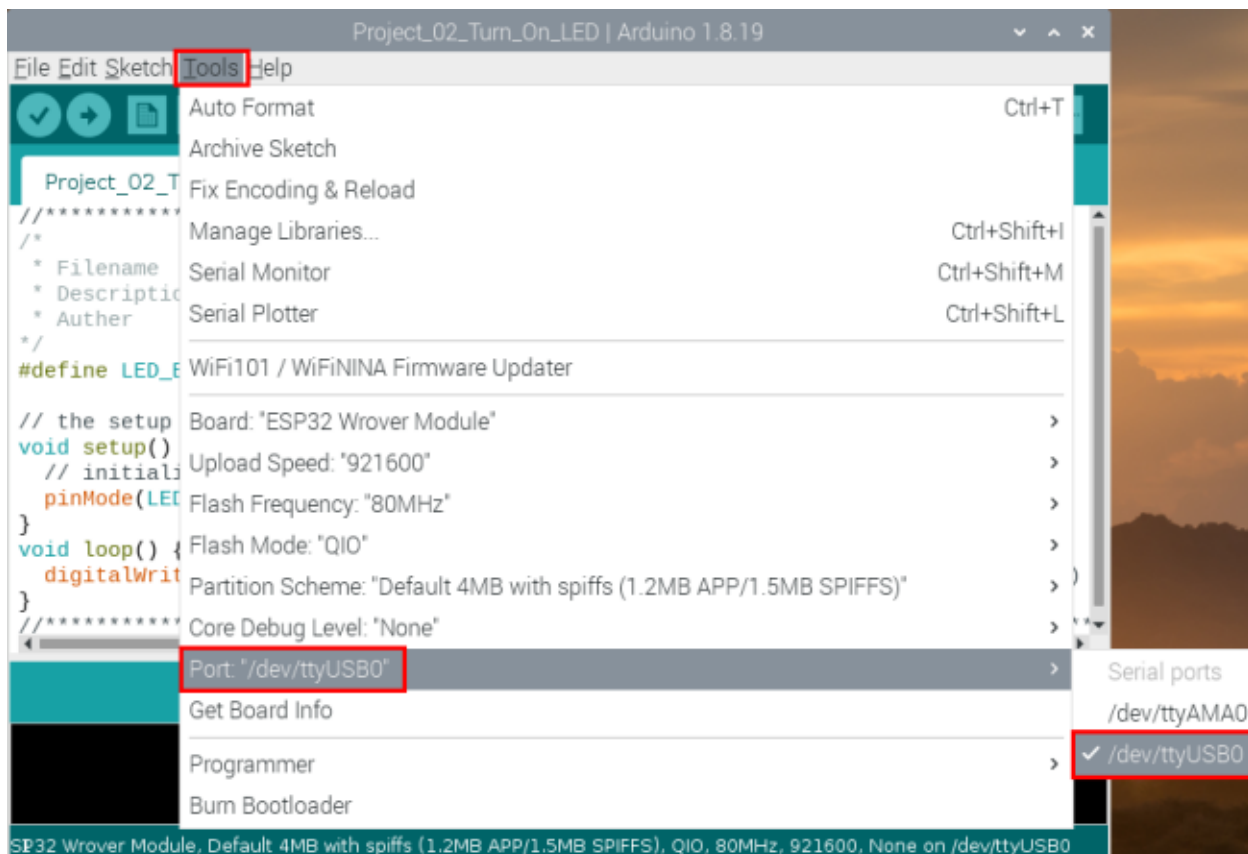 Project_02_Turn_On_LED | Arduino 1.8.19
File Edit Sketch Tools Help
Auto Format Ctrl+T
Archive Sketch
Project_02_T
Fix Encoding & Reload
//***********
Manage Libraries... Ctrl+Shift+I
/*
* Filename
Serial Monitor Ctrl+Shift+M
* Descriptio
* Auther
Serial Plotter Ctrl+Shift+L
*/
#define LED_B
WiFi101 / WiFiNINA Firmware Updater
// the setup
Board: "ESP32 Wrover Module"
void setup()
Upload Speed: "921600"
// initiali
pinMode(LED
Flash Frequency: "80MHz"
}
void loop() {
Flash Mode: "QIO"
digitalWrit
Partition Scheme: "Default 4MB with spiffs (1.2MB APP/1.5MB SPIFFS)" )
}
//*********** **
Core Debug Level: "None"
Port: "/dev/ttyUSB0"
Serial ports
Get Board Info
/dev/ttyAMA0
/dev/ttyUSB0
Programmer
Burn Bootloader
SP32 Wrover Module, Default 4MB with spiffs (1.2MB APP/1.5MB SPIFFS), QIO, 80MHz, 921600, None on /dev/ttyUSB0